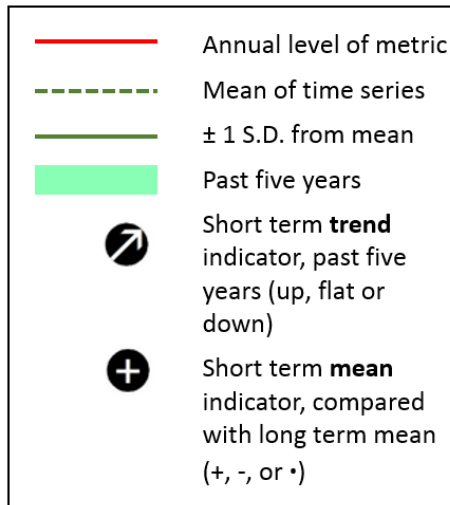 Annual level of metric
Mean of time series
± 1 S.D. from mean
Past five years
Short term trend
indicator, past five
years (up, flat or
down)
Short term mean
indicator, compared
with long term mean
(+, -, or •)